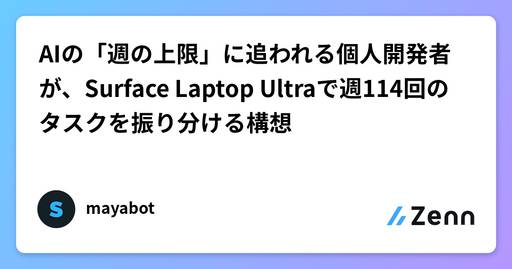 AIの「週の上限」に追われる個人開発者
が、Surface Laptop Ultraで週114回の
タスクを振り分ける構想
S
mayabot
Zenn